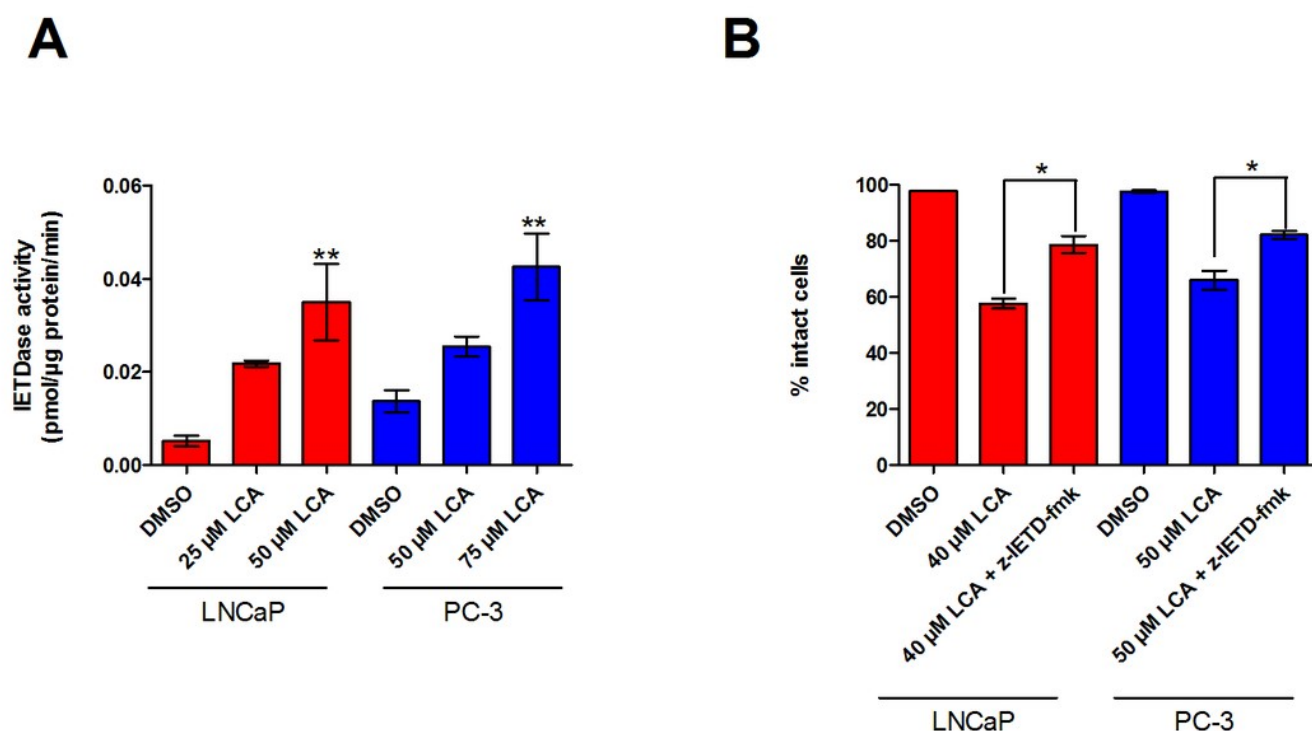 A
IETDase activity
(pmol/µg protein/min)
0.06
0.04
0.02
0.00
**
**
DMSO
25 µM LCA
50 µM LCA
DMSO
50 µM LCA
75 µM LCA
LNCaP
PC-3
B
% intact cells
100
80
60
40
20
0
*
*
DMSO
40 µM LCA
40 µM LCA + z-IETD-fmk
DMSO
50 µM LCA
50 µM LCA + z-IETD-fmk
LNCaP
PC-3